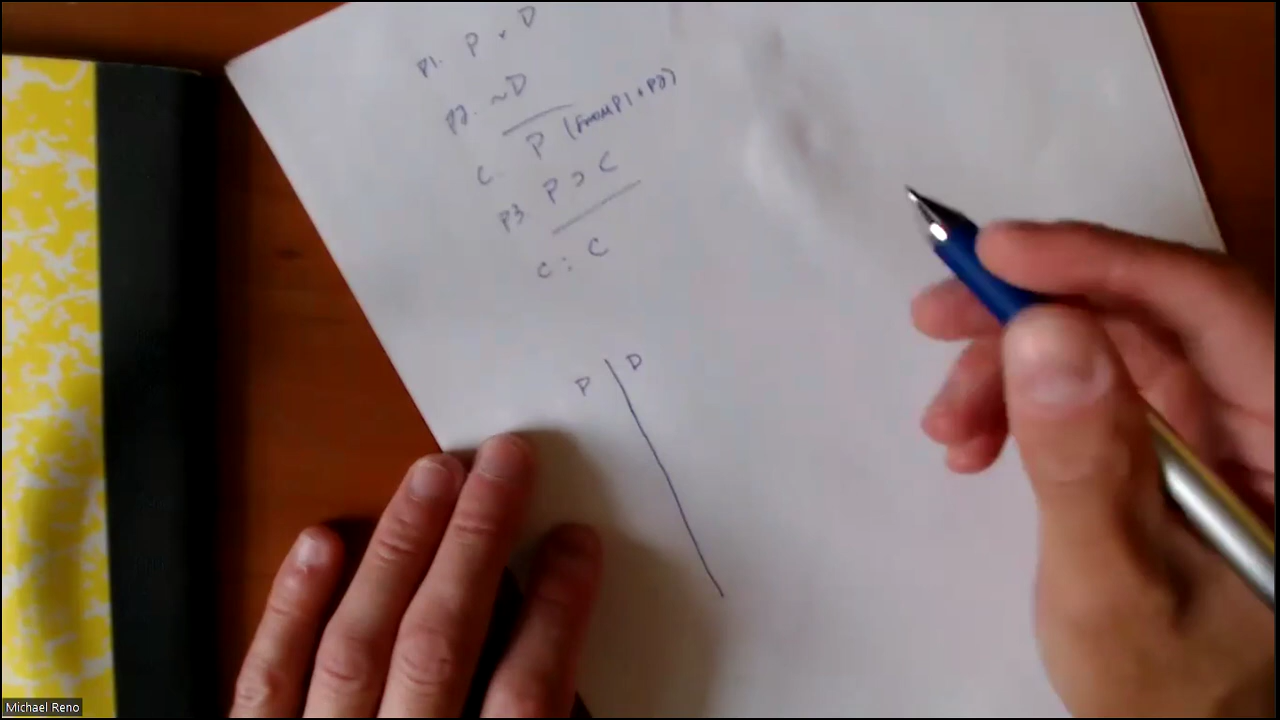 P1. P v D
P2. ~D
C. P (from P1 + P2)
P3. P ⊃ C
C: C
P D
Michael Reno